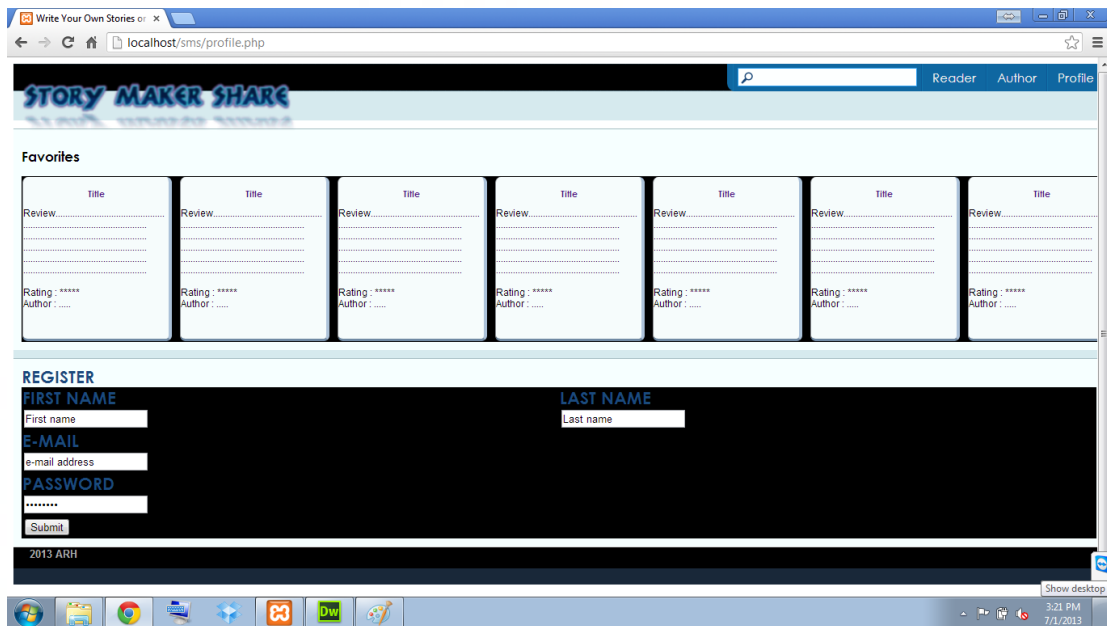 Write Your Own Stories or
localhost/sms/profile.php
Reader Author Profile
STORY MAKER SHARE
Favorites
Title Title Title Title Title Title Title
Review.......................................... Review.......................................... Review.......................................... Review.......................................... Review.......................................... Review.......................................... Review..........................................
Rating : ***** Rating : ***** Rating : ***** Rating : ***** Rating : ***** Rating : ***** Rating : *****
Author : ..... Author : ..... Author : ..... Author : ..... Author : ..... Author : ..... Author : .....
REGISTER
FIRST NAME LAST NAME
First name Last name
E-MAIL
e-mail address
PASSWORD
••••••••
Submit
2013 ARH
Show desktop
Dw
3:21 PM
7/1/2013